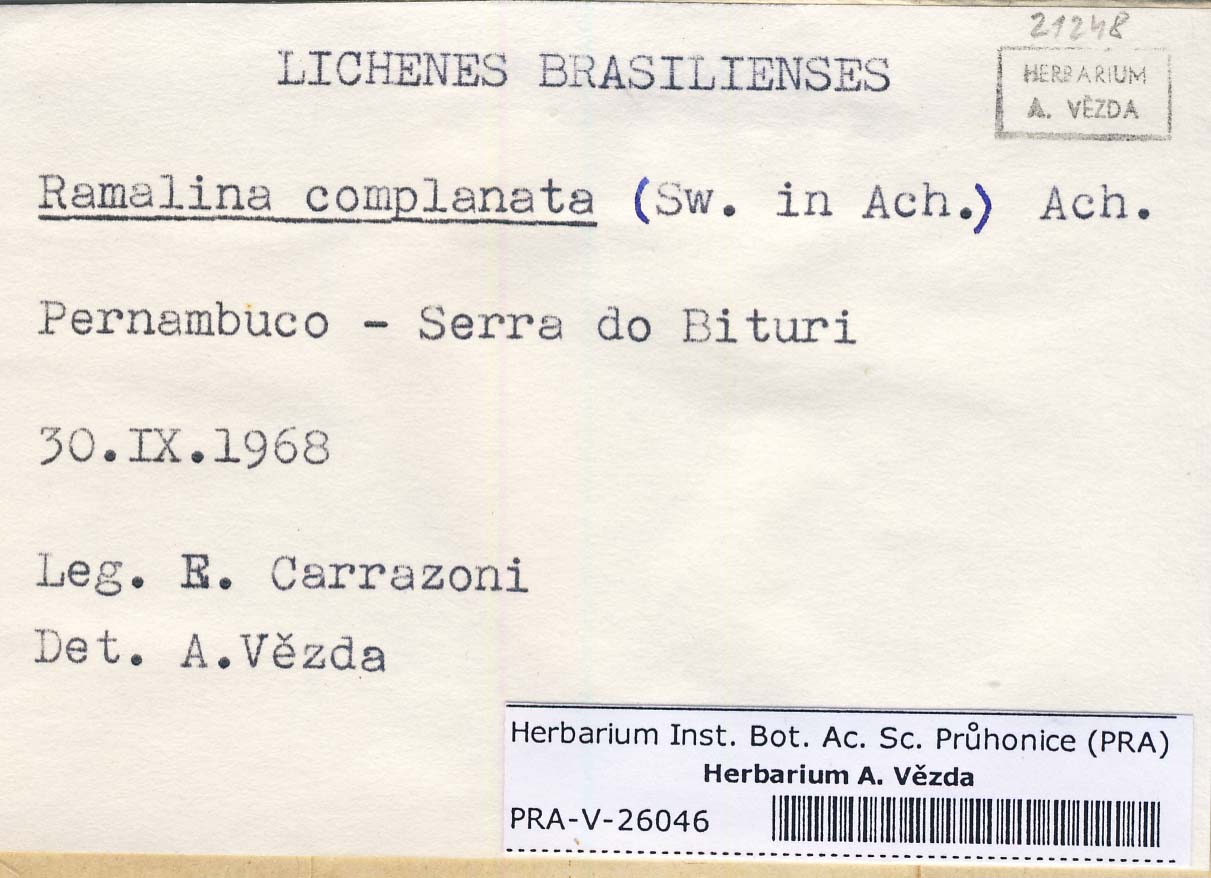 21248
LICHENES BRASILIENSES
HERBARIUM
A. VĚZDA
Ramalina complanata (Sw. in Ach.) Ach.
Pernambuco - Serra do Bituri
30.IX.1968
Leg. E. Carrazoni
Det. A.Vězda
Herbarium Inst. Bot. Ac. Sc. Průhonice (PRA)
Herbarium A. Vězda
PRA-V-26046